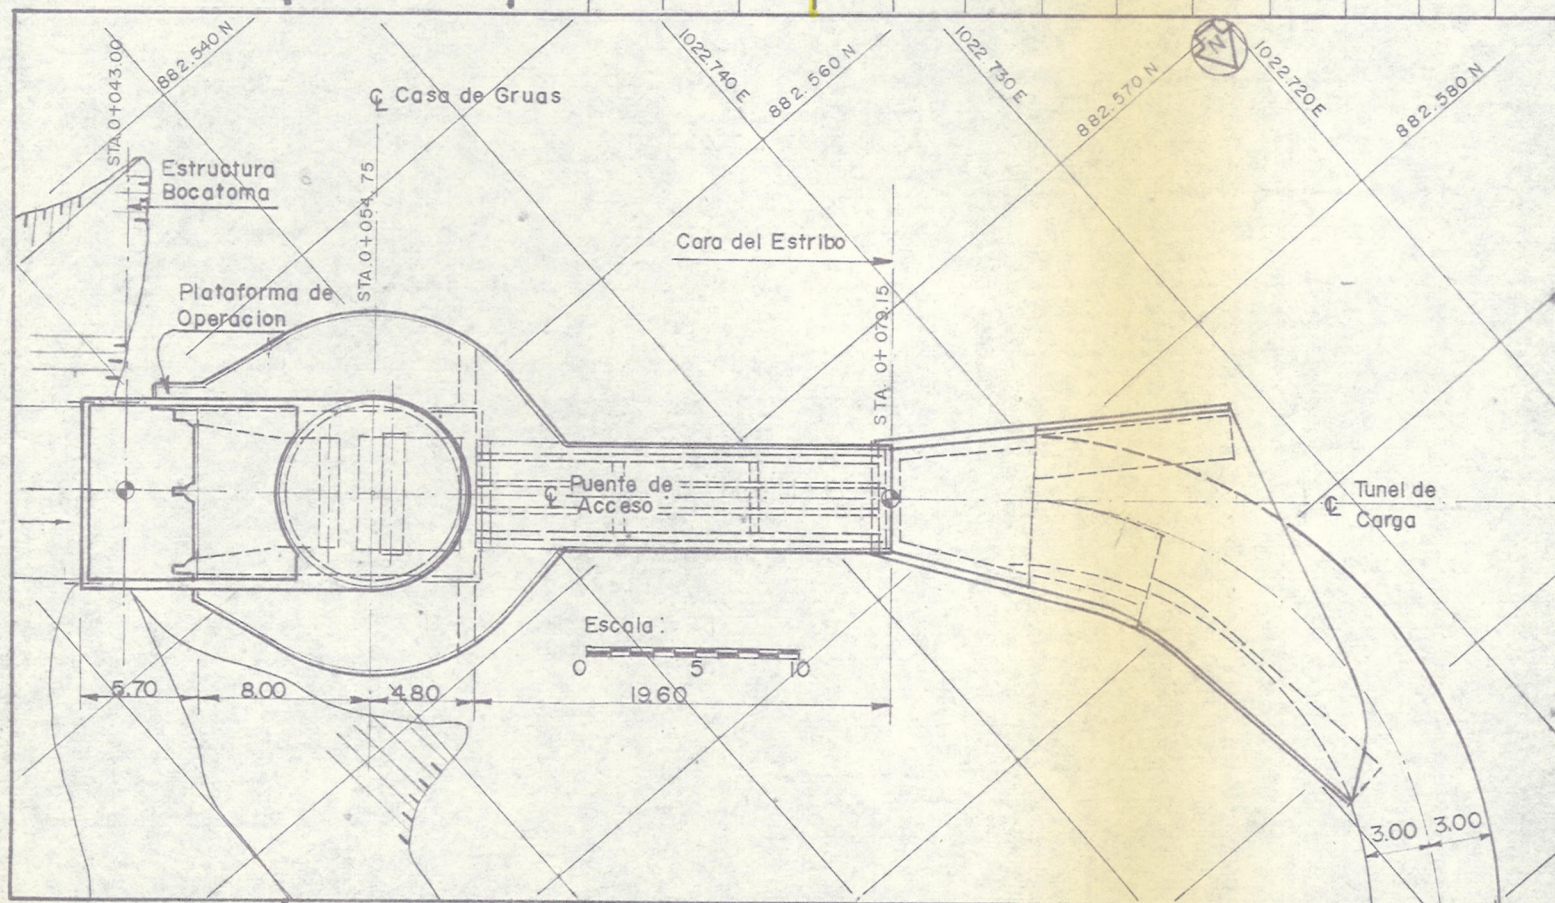 STA.0+043.00
882.540 N
℄ Casa de Gruas
1022.740 E
882.560 N
1022.730 E
882.570 N
N
1022.720 E
882.580 N
Estructura
Bocatoma
STA.0+054.75
Cara del Estribo
Plataforma de
Operacion
STA. 0+079.15
℄ Puente de
Acceso
℄ Tunel de
Carga
Escala:
0 5 10
5.70 8.00 4.80 19.60
3.00 3.00